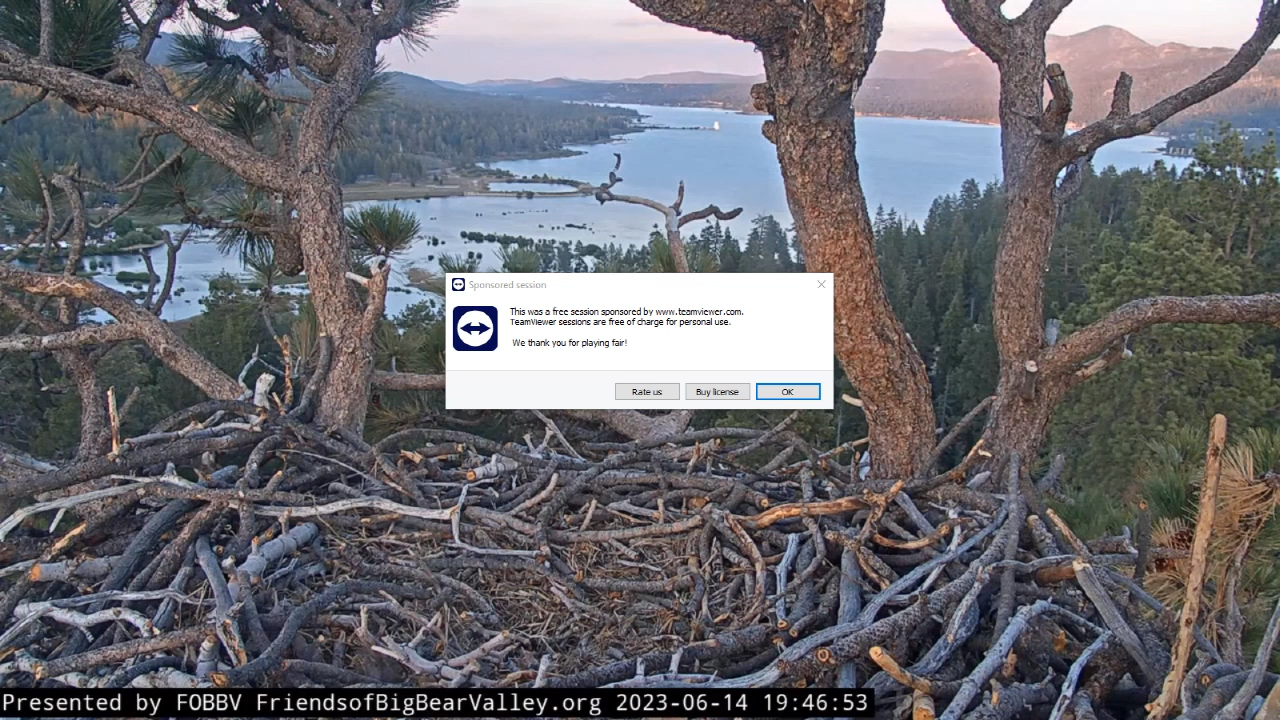 Sponsored session
This was a free session sponsored by www.teamviewer.com.
TeamViewer sessions are free of charge for personal use.
We thank you for playing fair!
Rate us
Buy license
OK
Presented by FOBBV FriendsofBigBearValley.org 2023-06-14 19:46:53